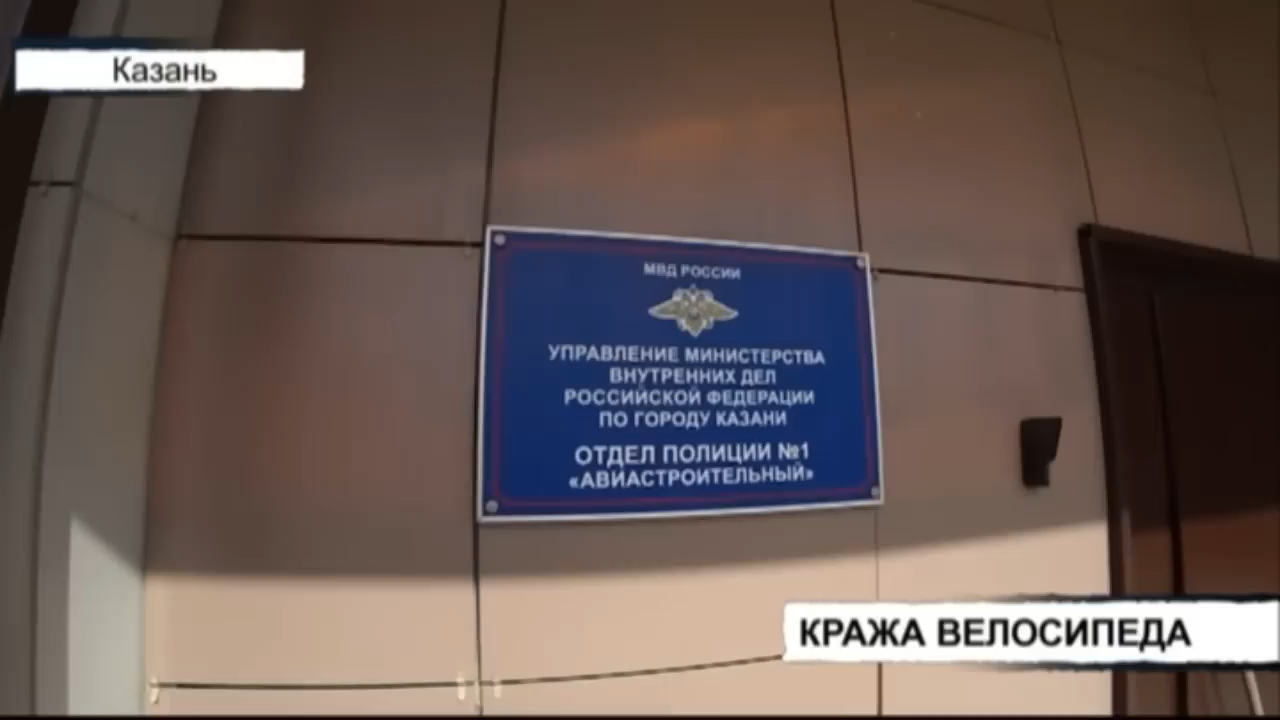 Казань
МВД РОССИИ
УПРАВЛЕНИЕ МИНИСТЕРСТВА
ВНУТРЕННИХ ДЕЛ
РОССИЙСКОЙ ФЕДЕРАЦИИ
ПО ГОРОДУ КАЗАНИ
ОТДЕЛ ПОЛИЦИИ №1
«АВИАСТРОИТЕЛЬНЫЙ»
КРАЖА ВЕЛОСИПЕДА